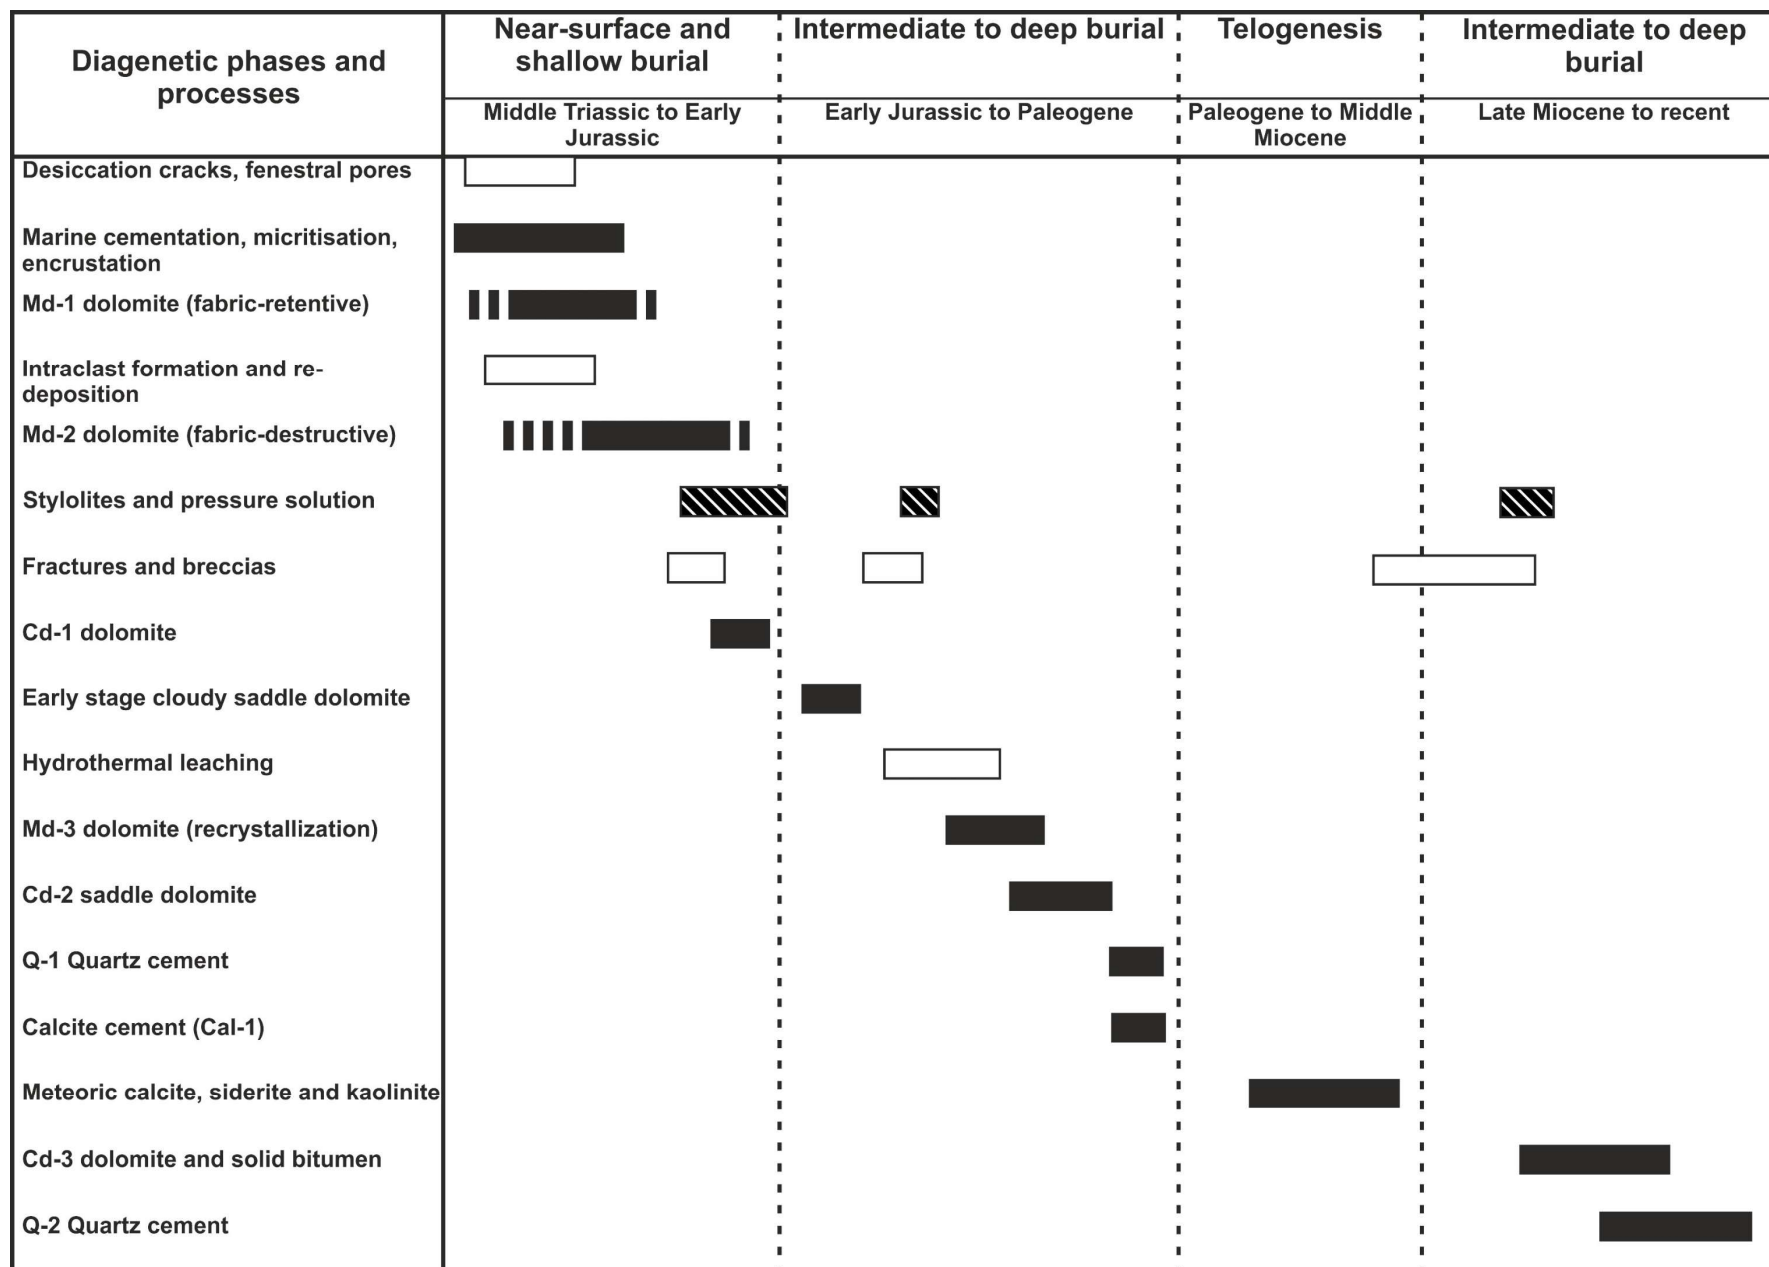 Diagenetic phases and
processes
Near-surface and
shallow burial
Intermediate to deep burial
Telogenesis
Intermediate to deep
burial
Middle Triassic to Early
Jurassic
Early Jurassic to Paleogene
Paleogene to Middle
Miocene
Late Miocene to recent
Desiccation cracks, fenestral pores
Marine cementation, micritisation,
encrustation
Md-1 dolomite (fabric-retentive)
Intraclast formation and re-
deposition
Md-2 dolomite (fabric-destructive)
Stylolites and pressure solution
Fractures and breccias
Cd-1 dolomite
Early stage cloudy saddle dolomite
Hydrothermal leaching
Md-3 dolomite (recrystallization)
Cd-2 saddle dolomite
Q-1 Quartz cement
Calcite cement (Cal-1)
Meteoric calcite, siderite and kaolinite
Cd-3 dolomite and solid bitumen
Q-2 Quartz cement